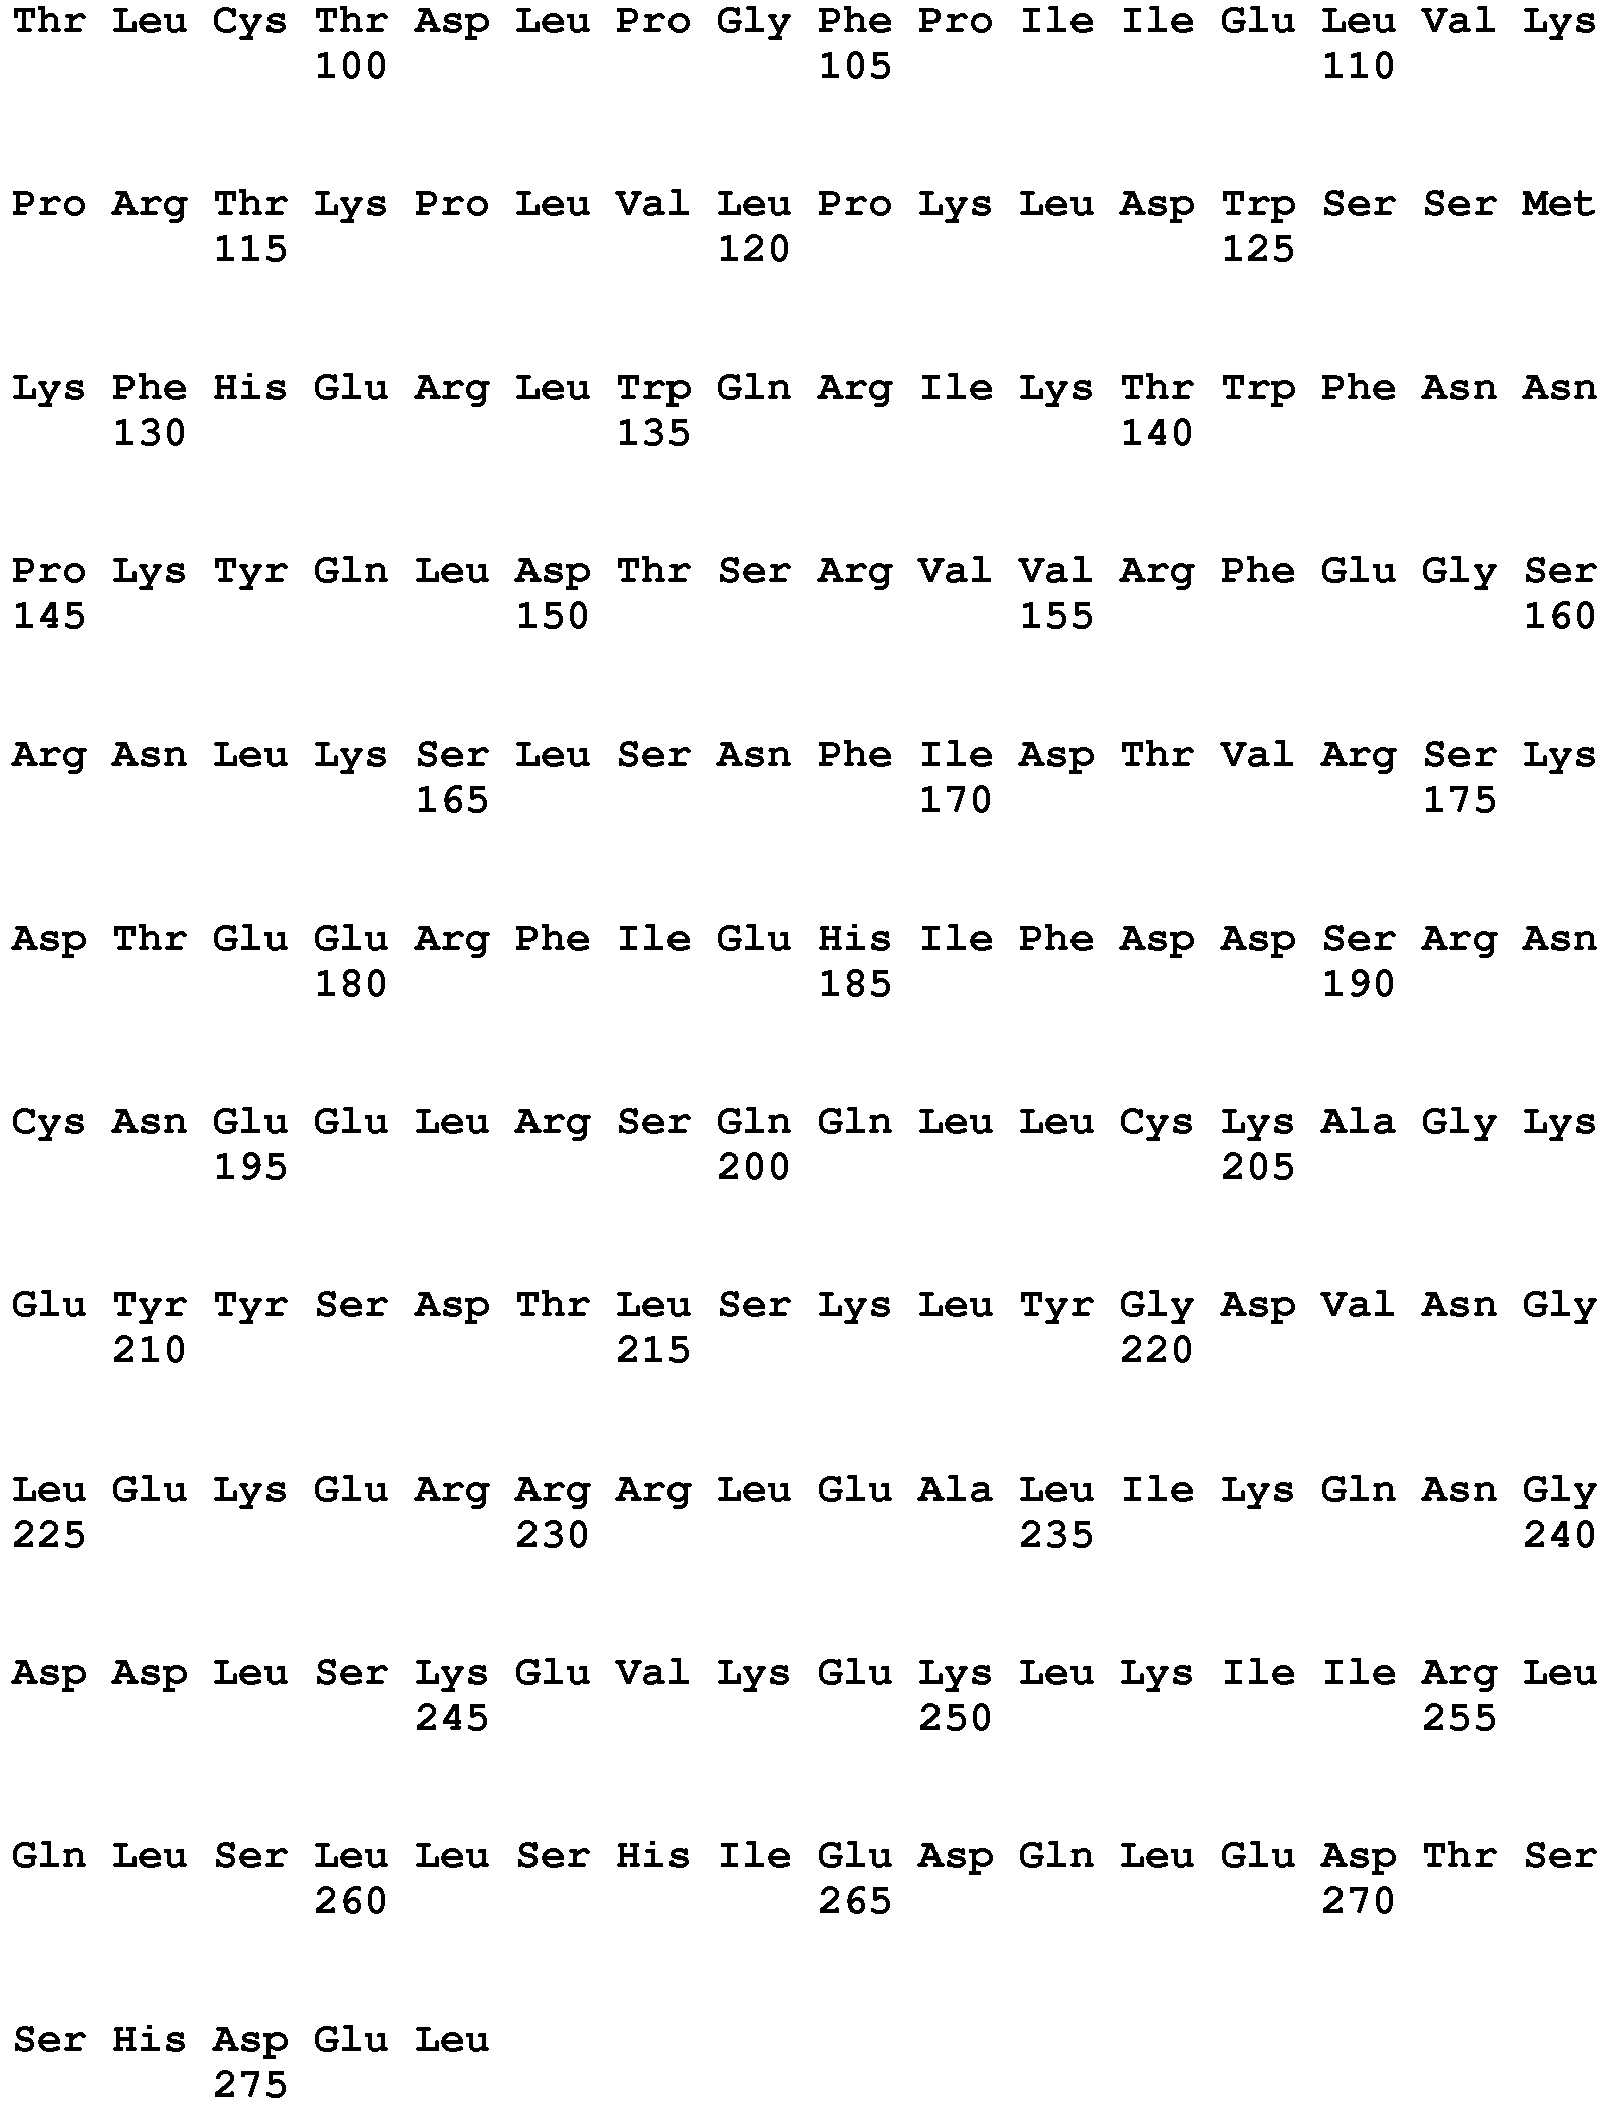 Thr Leu Cys Thr Asp Leu Pro Gly Phe Pro Ile Ile Glu Leu Val Lys
100 105 110
Pro Arg Thr Lys Pro Leu Val Leu Pro Lys Leu Asp Trp Ser Ser Met
115 120 125
Lys Phe His Glu Arg Leu Trp Gln Arg Ile Lys Thr Trp Phe Asn Asn
130 135 140
Pro Lys Tyr Gln Leu Asp Thr Ser Arg Val Val Arg Phe Glu Gly Ser
145 150 155 160
Arg Asn Leu Lys Ser Leu Ser Asn Phe Ile Asp Thr Val Arg Ser Lys
165 170 175
Asp Thr Glu Glu Arg Phe Ile Glu His Ile Phe Asp Asp Ser Arg Asn
180 185 190
Cys Asn Glu Glu Leu Arg Ser Gln Gln Leu Leu Cys Lys Ala Gly Lys
195 200 205
Glu Tyr Tyr Ser Asp Thr Leu Ser Lys Leu Tyr Gly Asp Val Asn Gly
210 215 220
Leu Glu Lys Glu Arg Arg Arg Leu Glu Ala Leu Ile Lys Gln Asn Gly
225 230 235 240
Asp Asp Leu Ser Lys Glu Val Lys Glu Lys Leu Lys Ile Ile Arg Leu
245 250 255
Gln Leu Ser Leu Leu Ser His Ile Glu Asp Gln Leu Glu Asp Thr Ser
260 265 270
Ser His Asp Glu Leu
275